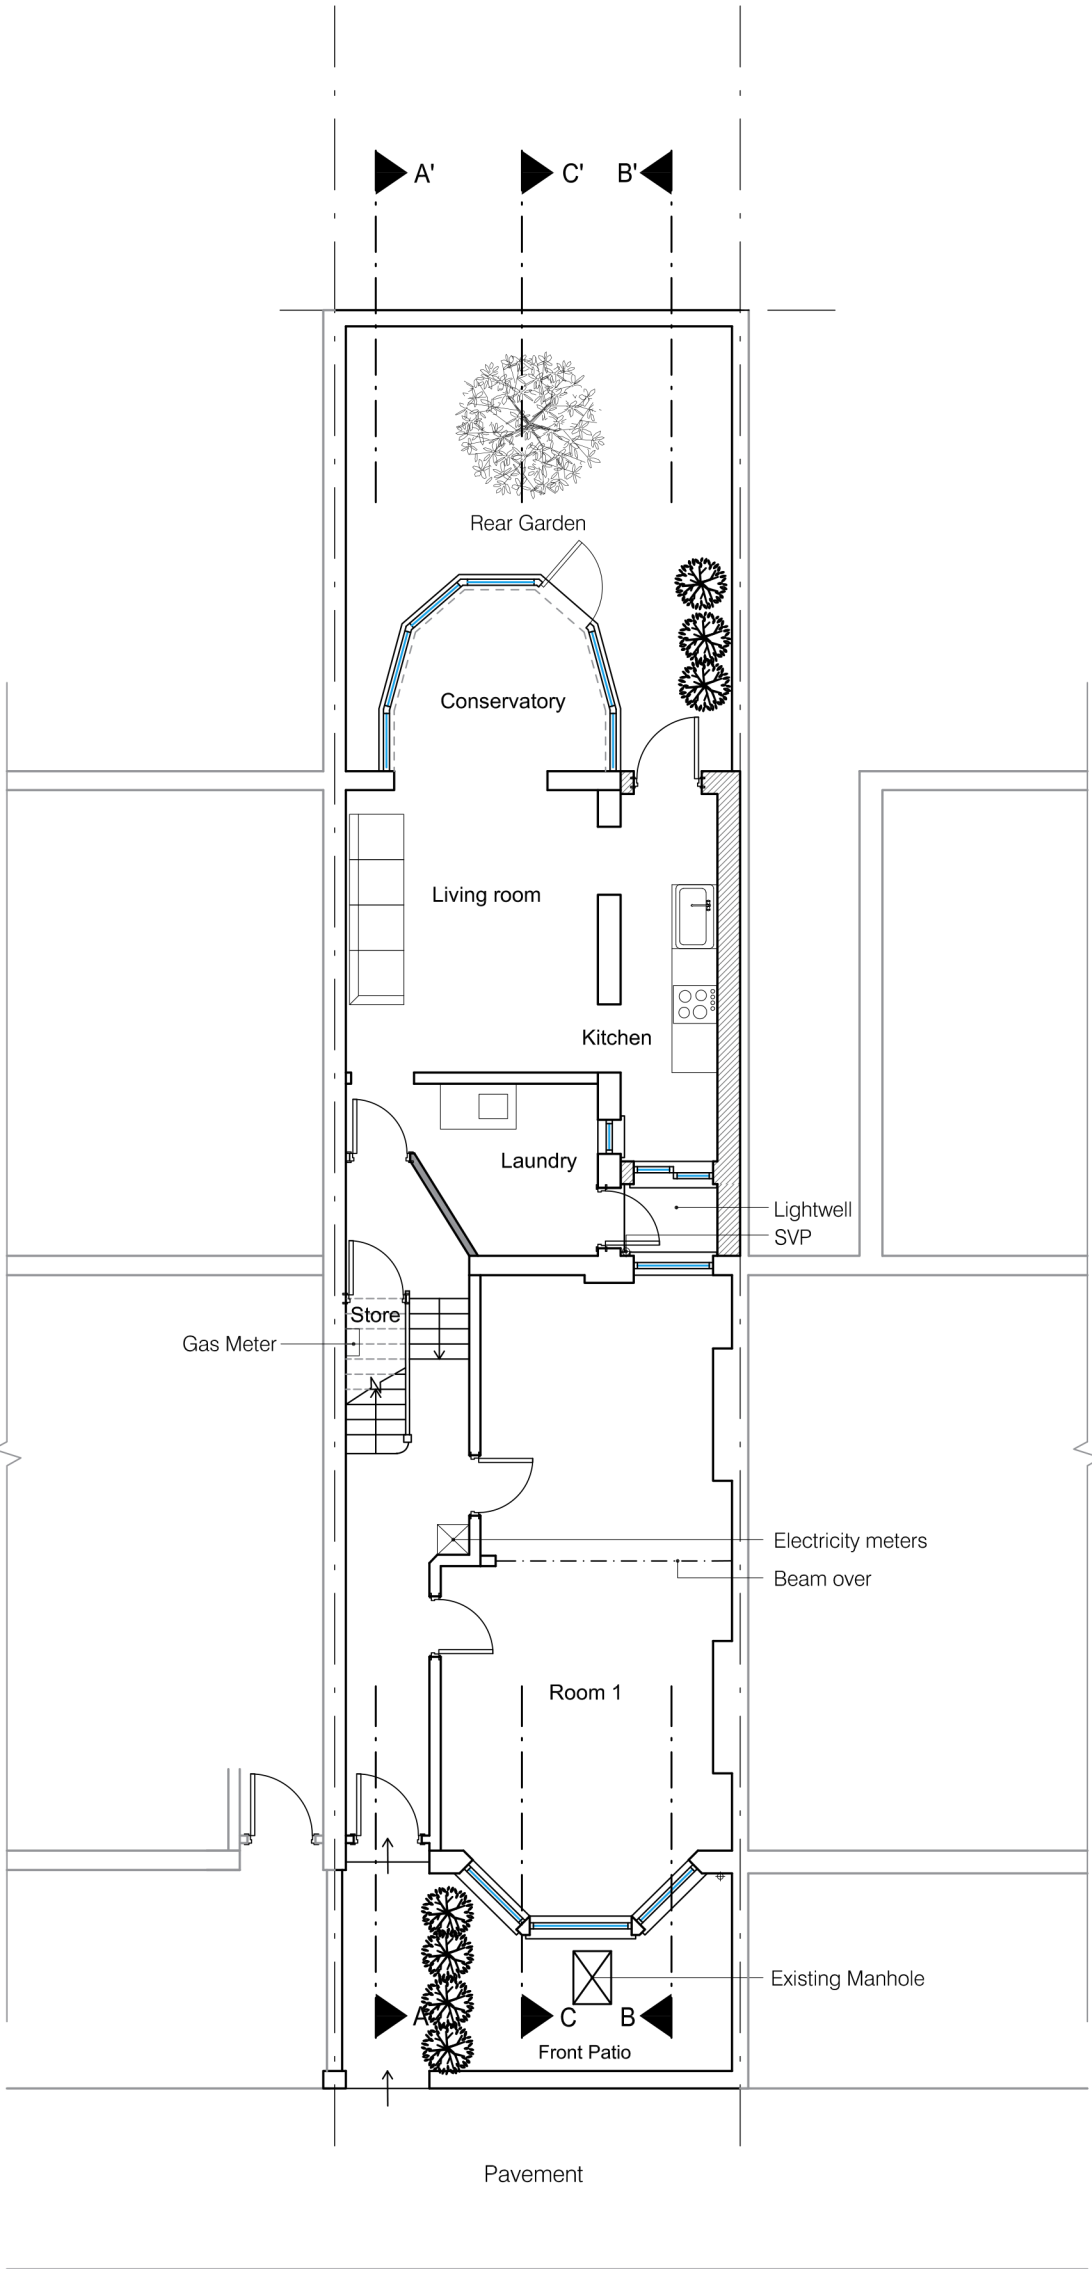 A'
C'
B'
Rear Garden
Conservatory
Living room
Kitchen
Laundry
Lightwell
SVP
Store
Gas Meter
Electricity meters
Beam over
Room 1
Existing Manhole
A
C
B
Front Patio
Pavement